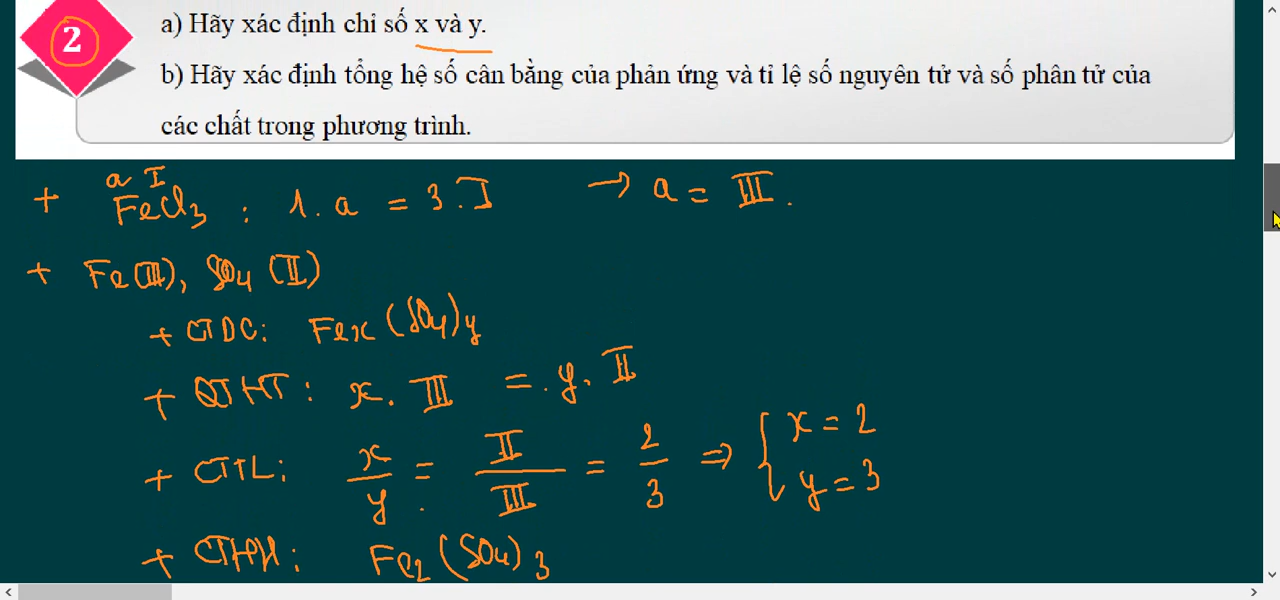 2
a) Hãy xác định chỉ số x và y.
b) Hãy xác định tổng hệ số cân bằng của phản ứng và tỉ lệ số nguyên tử và số phân tử của
các chất trong phương trình.
a I
+ FeCl3 : 1. a = 3. I → a = III.
+ Fe(III), SO4 (II)
+ CTDC: Fex(SO4)y
+ QTHT: x. III = y. II
+ CTTL: x/y = II/III = 2/3 ⇒ { x = 2
y = 3
+ CTHH: Fe2(SO4)3